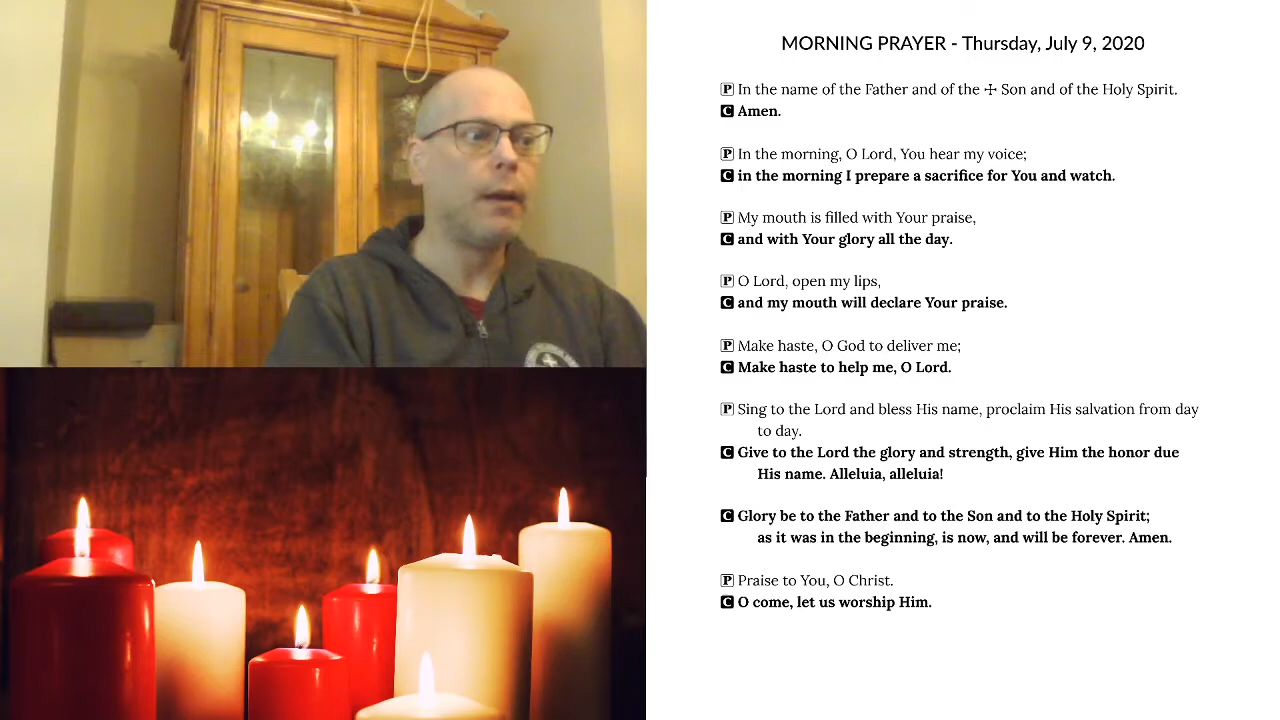 MORNING PRAYER - Thursday, July 9, 2020
P In the name of the Father and of the ☩ Son and of the Holy Spirit.
C Amen.
P In the morning, O Lord, You hear my voice;
C in the morning I prepare a sacrifice for You and watch.
P My mouth is filled with Your praise,
C and with Your glory all the day.
P O Lord, open my lips,
C and my mouth will declare Your praise.
P Make haste, O God to deliver me;
C Make haste to help me, O Lord.
P Sing to the Lord and bless His name, proclaim His salvation from day
to day.
C Give to the Lord the glory and strength, give Him the honor due
His name. Alleluia, alleluia!
C Glory be to the Father and to the Son and to the Holy Spirit;
as it was in the beginning, is now, and will be forever. Amen.
P Praise to You, O Christ.
C O come, let us worship Him.